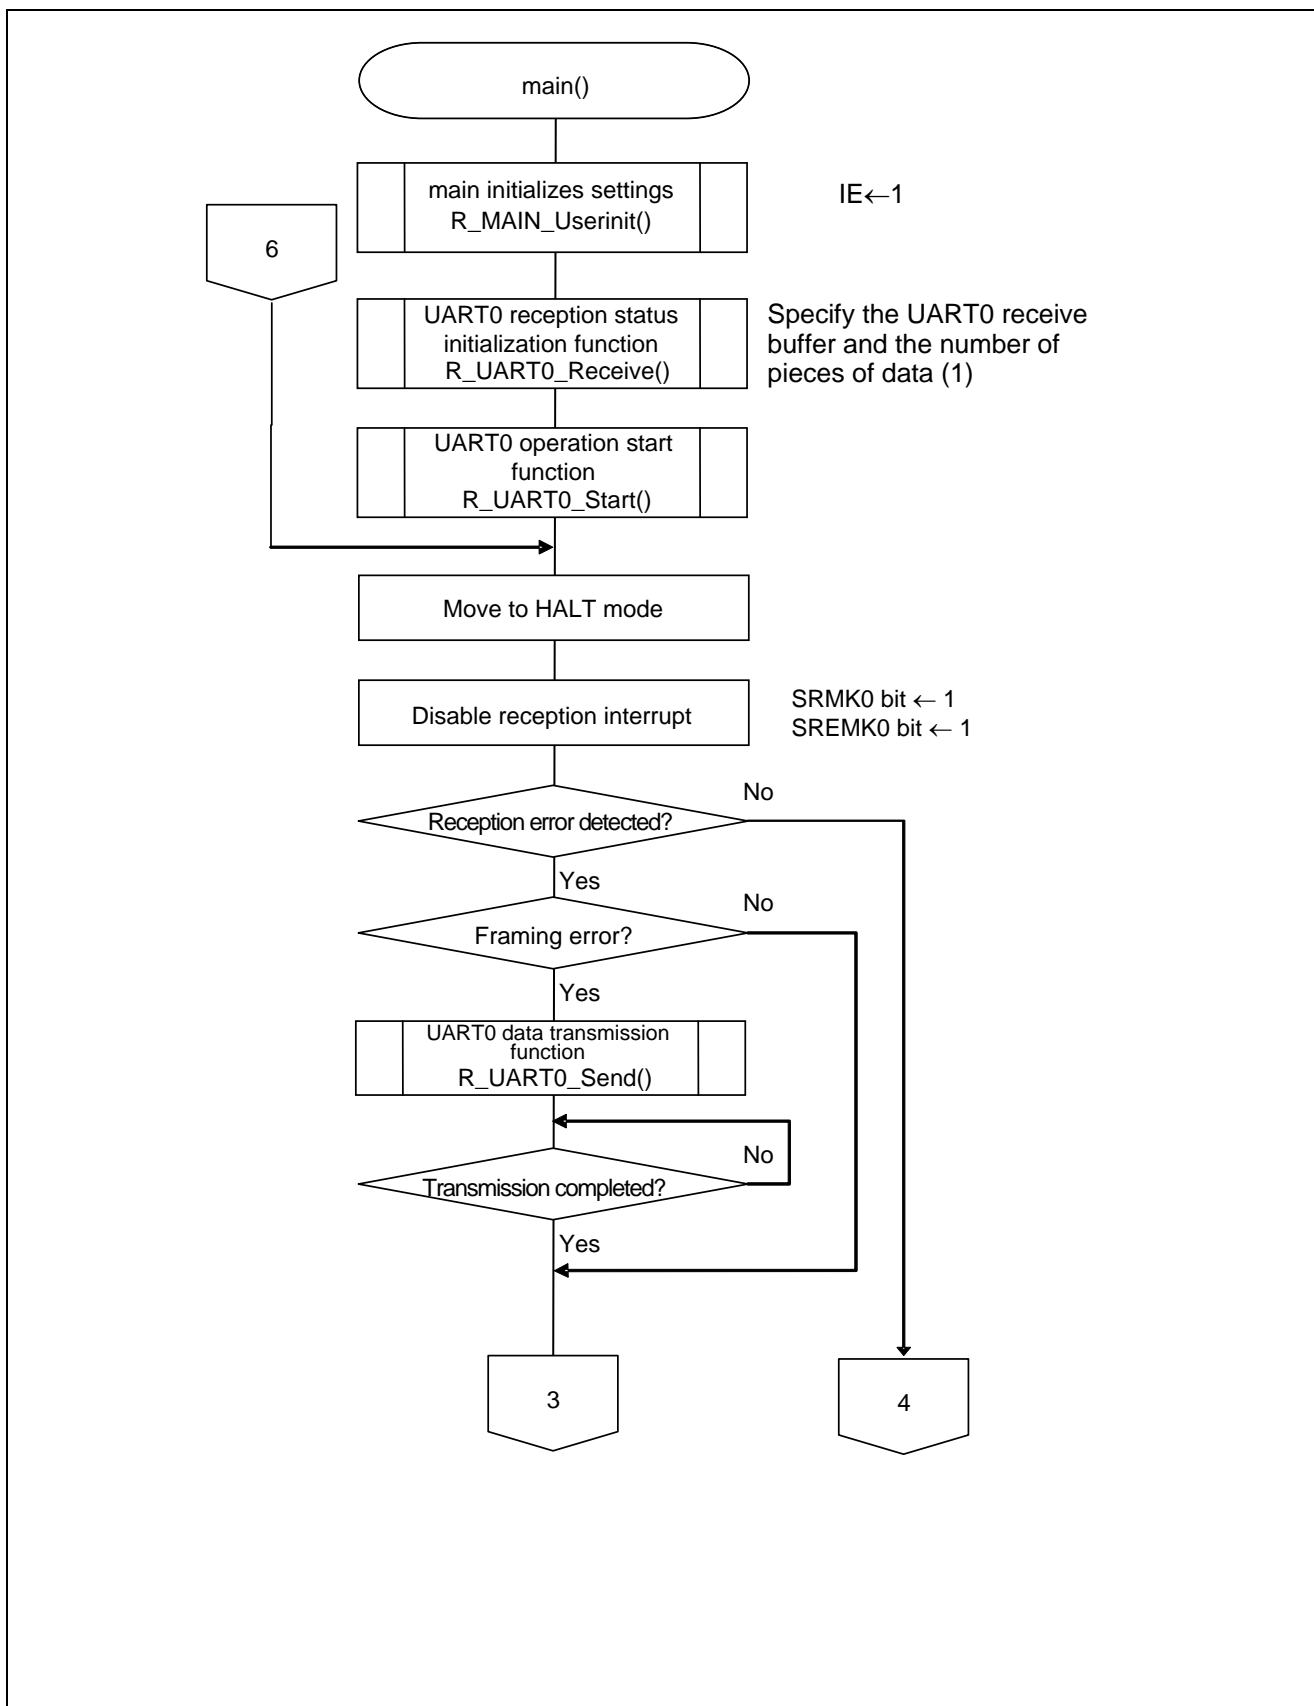 main()
main initializes settings
R_MAIN_Userinit()
IE←1
6
UART0 reception status
initialization function
R_UART0_Receive()
Specify the UART0 receive
buffer and the number of
pieces of data (1)
UART0 operation start
function
R_UART0_Start()
Move to HALT mode
Disable reception interrupt
SRMK0 bit ← 1
SREMK0 bit ← 1
Reception error detected?
No
Yes
Framing error?
No
Yes
UART0 data transmission
function
R_UART0_Send()
Transmission completed?
No
Yes
3
4